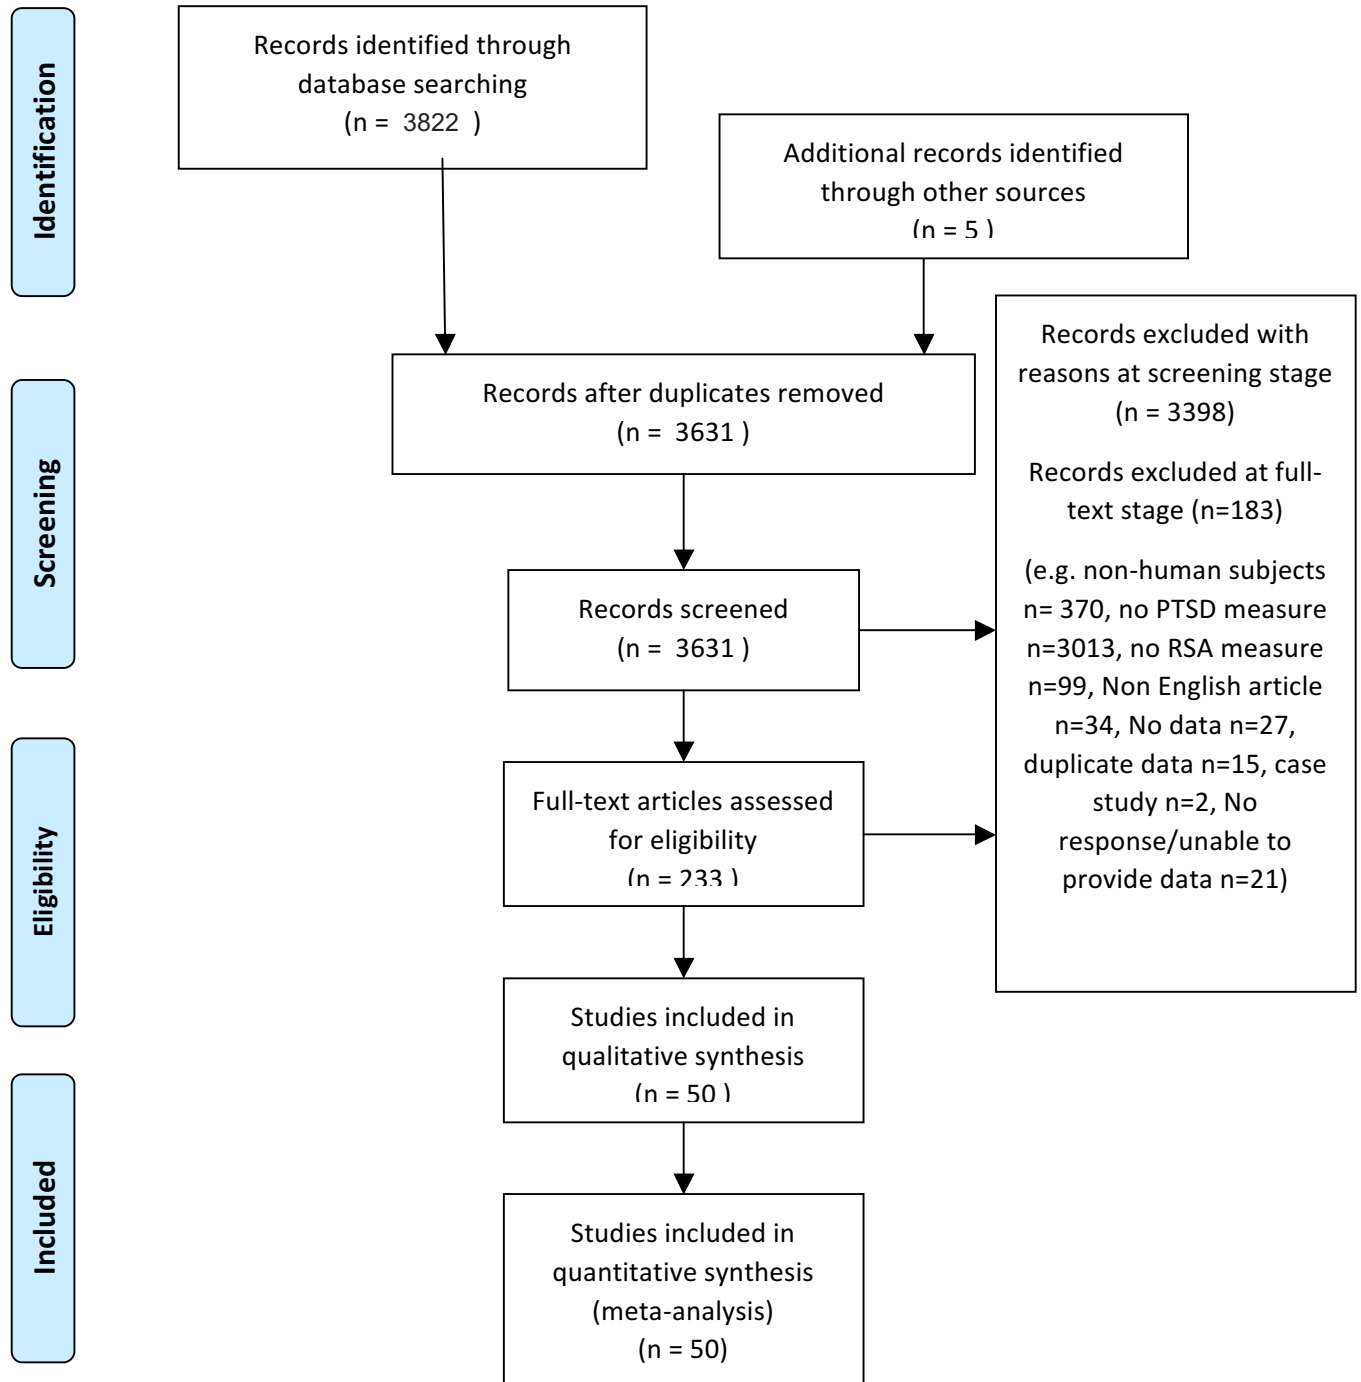 Identification
Records identified through
database searching
(n = 3822 )
Additional records identified
through other sources
(n = 5 )
Records after duplicates removed
(n = 3631 )
Records excluded with
reasons at screening stage
(n = 3398)
Records excluded at full-
text stage (n=183)
(e.g. non-human subjects
n= 370, no PTSD measure
n=3013, no RSA measure
n=99, Non English article
n=34, No data n=27,
duplicate data n=15, case
study n=2, No
response/unable to
provide data n=21)
Screening
Records screened
(n = 3631 )
Eligibility
Full-text articles assessed
for eligibility
(n = 233 )
Studies included in
qualitative synthesis
(n = 50 )
Included
Studies included in
quantitative synthesis
(meta-analysis)
(n = 50)